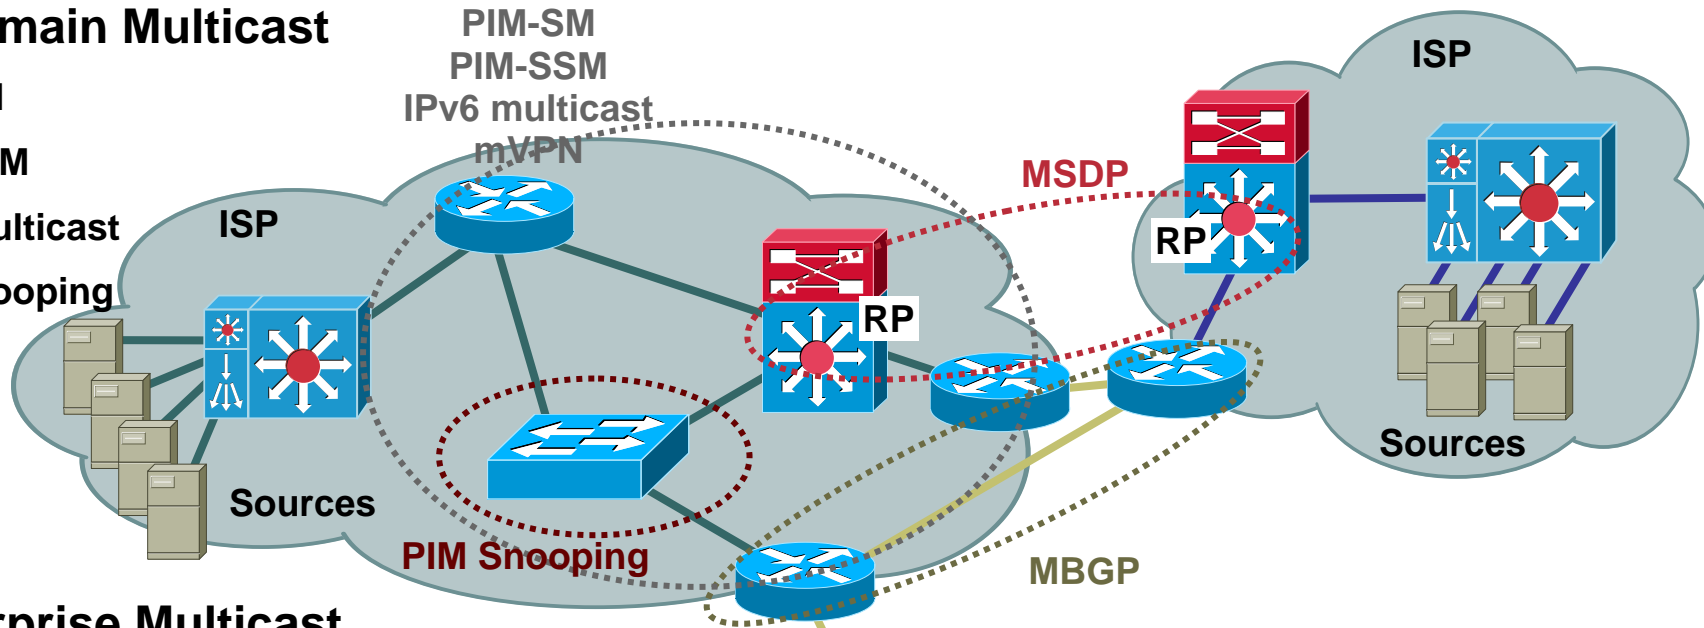 main Multicast
M
ulticast
ooping
PIM-SM
PIM-SSM
IPv6 multicast
mVPN
ISP
ISP
MSDP
RP
RP
Sources
Sources
PIM Snooping
MBGP
rprise Multicast